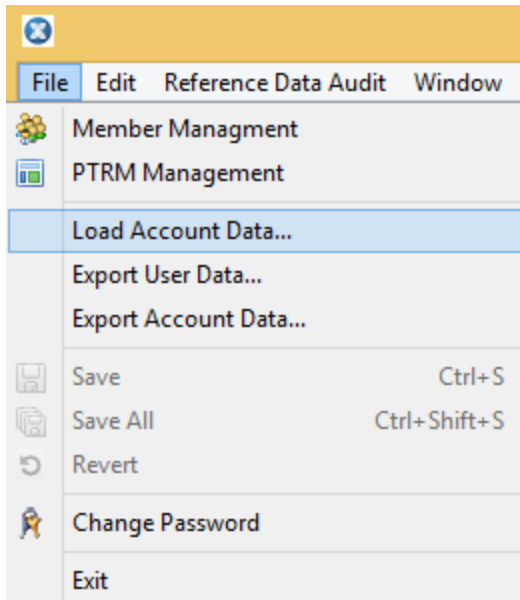 File Edit Reference Data Audit Window
Member Managment
PTRM Management
Load Account Data...
Export User Data...
Export Account Data...
Save Ctrl+S
Save All Ctrl+Shift+S
Revert
Change Password
Exit